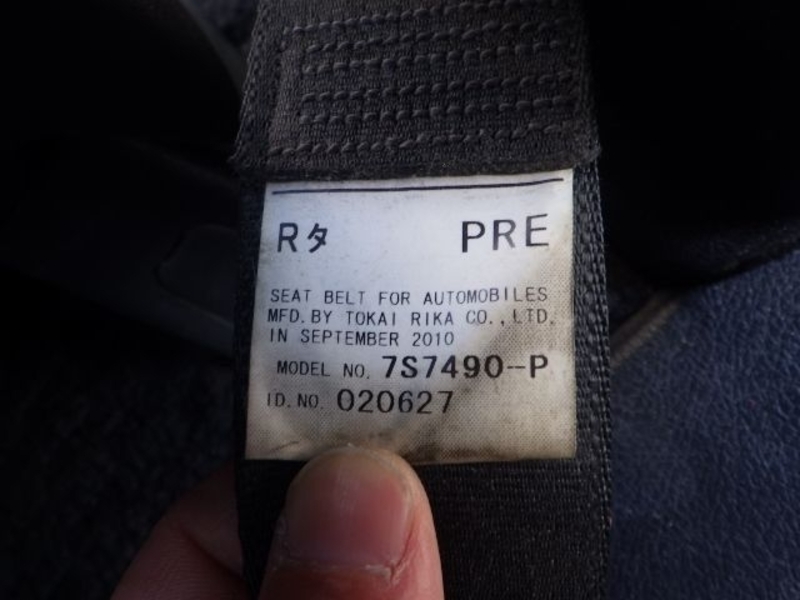 Rタ PRE
SEAT BELT FOR AUTOMOBILES
MFD. BY TOKAI RIKA CO., LTD.
IN SEPTEMBER 2010
MODEL NO. 7S7490-P
ID. NO. 020627